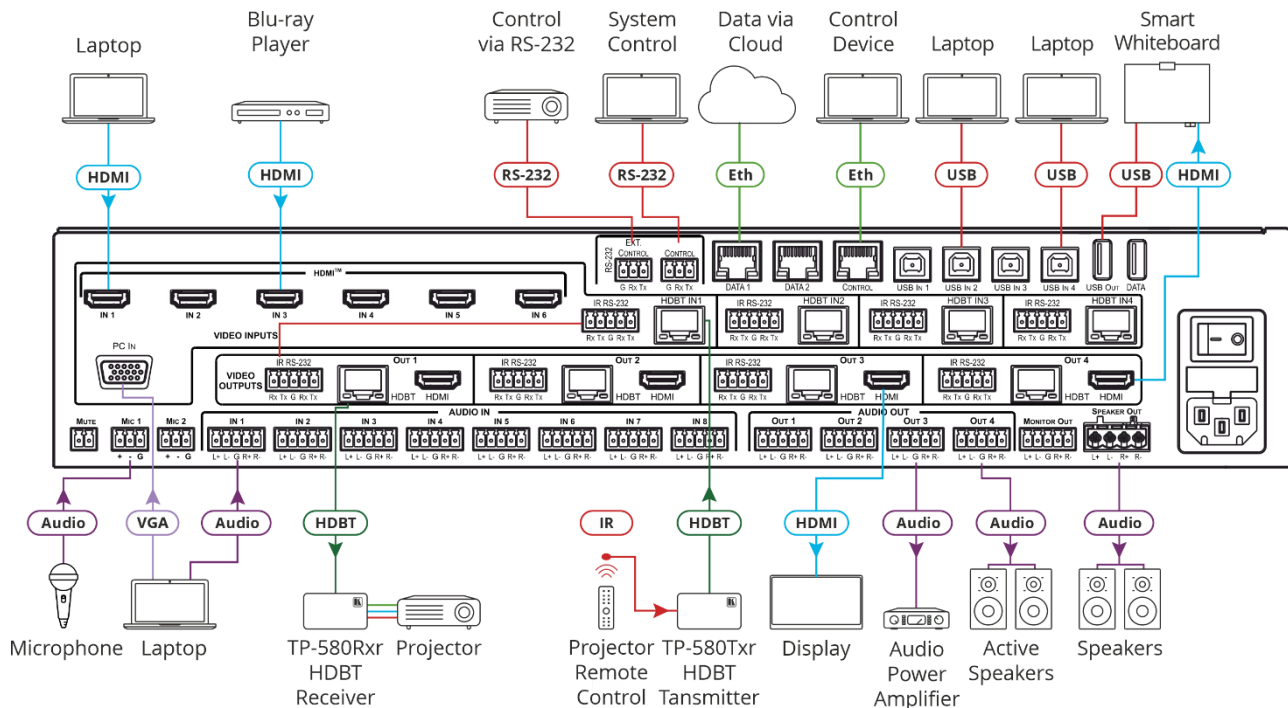 Laptop
Blu-ray
Player
Control
via RS-232
System
Control
Data via
Cloud
Control
Device
Laptop
Laptop
Smart
Whiteboard
HDMI
HDMI
RS-232
RS-232
Eth
Eth
USB
USB
USB
HDMI
RS-232
EXT.
CONTROL
G Rx Tx
CONTROL
G Rx Tx
DATA 1
DATA 2
CONTROL
USB IN 1
USB IN 2
USB IN 3
USB IN 4
USB OUT
DATA
HDMI™
IN 1
IN 2
IN 3
IN 4
IN 5
IN 6
VIDEO INPUTS
IR RS-232
Rx Tx G Rx Tx
HDBT IN1
IR RS-232
Rx Tx G Rx Tx
HDBT IN2
IR RS-232
Rx Tx G Rx Tx
HDBT IN3
IR RS-232
Rx Tx G Rx Tx
HDBT IN4
PC IN
VIDEO
OUTPUTS
IR RS-232
Rx Tx G Rx Tx
OUT 1
HDBT
HDMI
IR RS-232
Rx Tx G Rx Tx
OUT 2
HDBT
HDMI
IR RS-232
Rx Tx G Rx Tx
OUT 3
HDBT
HDMI
IR RS-232
Rx Tx G Rx Tx
OUT 4
HDBT
HDMI
MUTE
MIC 1
+ - G
MIC 2
+ - G
AUDIO IN
IN 1
L+ L- G R+ R-
IN 2
L+ L- G R+ R-
IN 3
L+ L- G R+ R-
IN 4
L+ L- G R+ R-
IN 5
L+ L- G R+ R-
IN 6
L+ L- G R+ R-
IN 7
L+ L- G R+ R-
IN 8
L+ L- G R+ R-
AUDIO OUT
OUT 1
L+ L- G R+ R-
OUT 2
L+ L- G R+ R-
OUT 3
L+ L- G R+ R-
OUT 4
L+ L- G R+ R-
MONITOR OUT
L+ L- G R+ R-
SPEAKER OUT
L+ L- R+ R-
Audio
VGA
Audio
HDBT
IR
HDBT
HDMI
Audio
Audio
Audio
Microphone
Laptop
TP-580Rxr
HDBT
Receiver
Projector
Projector
Remote
Control
TP-580Txr
HDBT
Tansmitter
Display
Audio
Power
Amplifier
Active
Speakers
Speakers